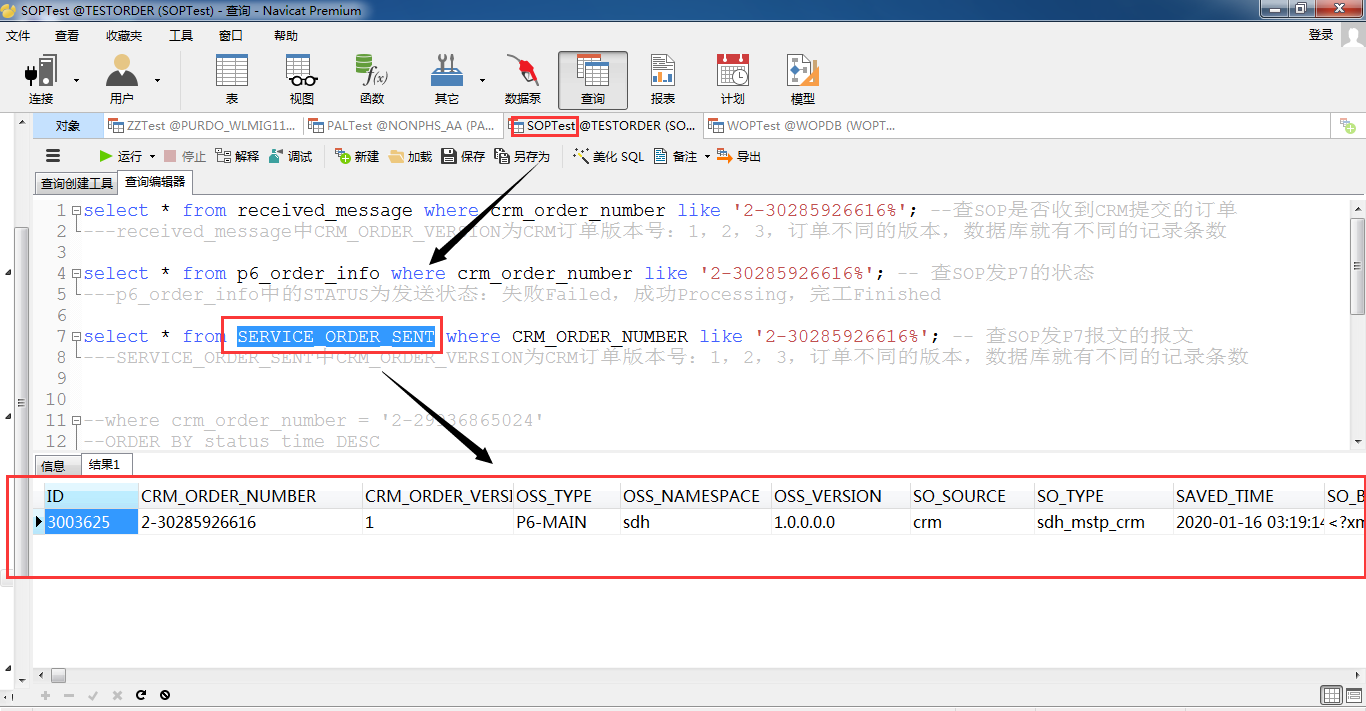 SOPTest @TESTORDER (SOPTest) - 查询 - Navicat Premium
文件 查看 收藏夹 工具 窗口 帮助 登录
连接 用户 表 视图 函数 其它 数据泵 查询 报表 计划 模型
对象 ZZTest @PURDO_WLMIG11... PALTest @NONPHS_AA (PA... SOPTest @TESTORDER (SO... WOPTest @WOPDB (WOPT...
运行 停止 解释 调试 新建 加载 保存 另存为 美化 SQL 备注 导出
查询创建工具 查询编辑器
1 select * from received_message where crm_order_number like '2-30285926616%'; --查SOP是否收到CRM提交的订单
2 ----received_message中CRM_ORDER_VERSION为CRM订单版本号：1，2，3，订单不同的版本，数据库就有不同的记录条数
3
4 select * from p6_order_info where crm_order_number like '2-30285926616%'; -- 查SOP发P7的状态
5 ----p6_order_info中的STATUS为发送状态：失败Failed，成功Processing，完工Finished
6
7 select * from SERVICE_ORDER_SENT where CRM_ORDER_NUMBER like '2-30285926616%'; -- 查SOP发P7报文的报文
8 ----SERVICE_ORDER_SENT中CRM_ORDER_VERSION为CRM订单版本号：1，2，3，订单不同的版本，数据库就有不同的记录条数
9
10
11 --where crm_order_number = '2-29336865024'
12 --ORDER BY status_time DESC
信息 结果1
ID CRM_ORDER_NUMBER CRM_ORDER_VERSI OSS_TYPE OSS_NAMESPACE OSS_VERSION SO_SOURCE SO_TYPE SAVED_TIME SO_B
3003625 2-30285926616 1 P6-MAIN sdh 1.0.0.0.0 crm sdh_mstp_crm 2020-01-16 03:19:14 <?xm